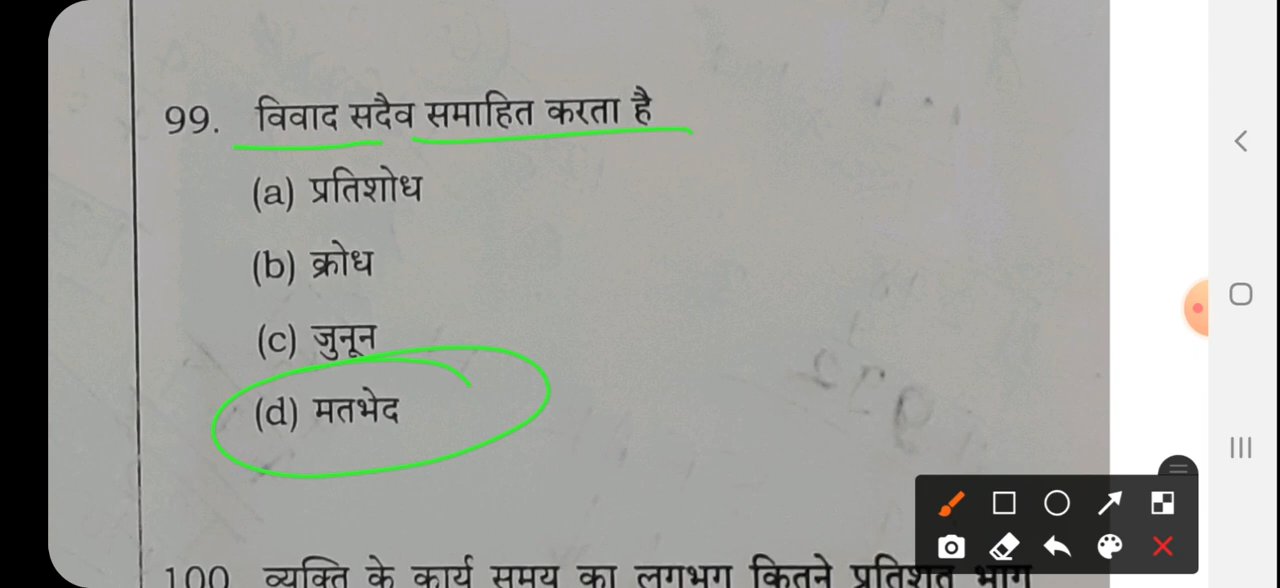 99. विवाद सदैव समाहित करता है
(a) प्रतिशोध
(b) क्रोध
(c) जुनून
(d) मतभेद
100 व्यक्ति के कार्य समय का लगभग कितने प्रतिशत भाग